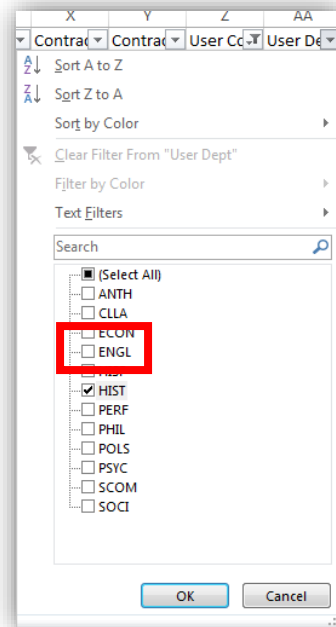 X Y Z AA
Contrac Contrac User Cc User De
Sort A to Z
Sort Z to A
Sort by Color
Clear Filter From "User Dept"
Filter by Color
Text Filters
Search
(Select All)
ANTH
CLLA
ECON
ENGL
HIST
PERF
PHIL
POLS
PSYC
SCOM
SOCI
OK Cancel